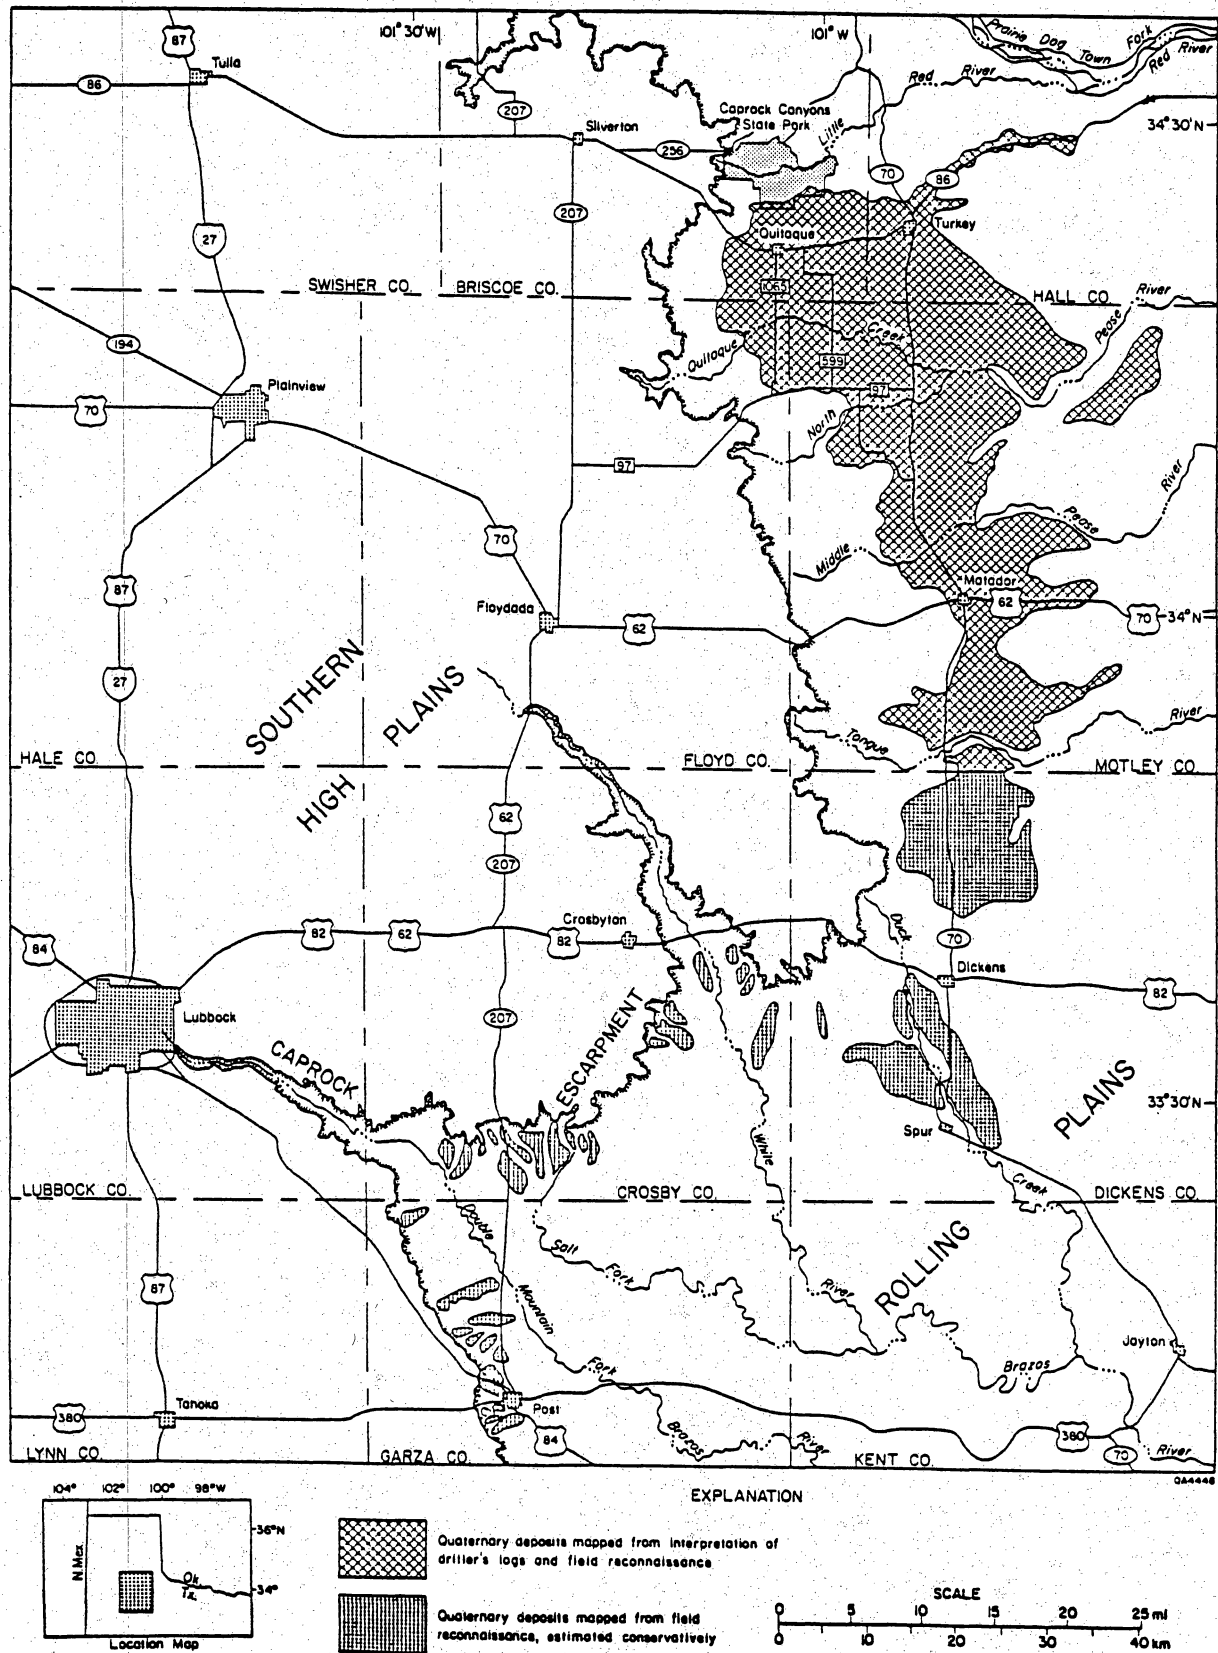 87
101° 30'W
101° W
Prairie Dog Town Fork
Red River
Tulia
86
207
Red River
Little
Caprock Canyons
State Park
Silverton
256
34° 30'N
70
86
207
27
Quitaque
Turkey
SWISHER CO.
BRISCOE CO.
1065
HALL CO.
Pease River
194
Quitaque Creek
599
Plainview
70
97
North
97
River
70
Pease
Middle
Matador
87
Floydada
62
62
70
34° N
27
SOUTHERN
HIGH PLAINS
Tongue River
HALE CO.
FLOYD CO.
MOTLEY CO.
62
207
84
82
62
82
Crosbyton
Duck
70
Dickens
82
Lubbock
207
CAPROCK
ESCARPMENT
PLAINS
33° 30'N
Spur
White
LUBBOCK CO.
CROSBY CO.
Creek
DICKENS CO.
Double
Salt
Fork
ROLLING
87
Mountain
River
Jayton
Fork
Brazos
Tahoka
380
Post
84
Brazos
River
380
70
River
LYNN CO.
GARZA CO.
KENT CO.
QA4446
104° 102° 100° 98°W
EXPLANATION
36°N
N.Mex.
Ok
Tx.
34°
Location Map
Quaternary deposits mapped from interpretation of
driller's logs and field reconnaissance
Quaternary deposits mapped from field
reconnaissance, estimated conservatively
SCALE
0 5 10 15 20 25 mi
0 10 20 30 40 km